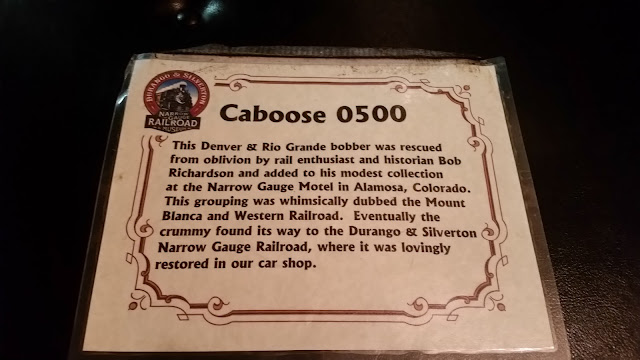 DURANGO & SILVERTON
NARROW
GAUGE
RAILROAD
MUSEUM
Caboose 0500
This Denver & Rio Grande bobber was rescued
from oblivion by rail enthusiast and historian Bob
Richardson and added to his modest collection
at the Narrow Gauge Motel in Alamosa, Colorado.
This grouping was whimsically dubbed the Mount
Blanca and Western Railroad. Eventually the
crummy found its way to the Durango & Silverton
Narrow Gauge Railroad, where it was lovingly
restored in our car shop.